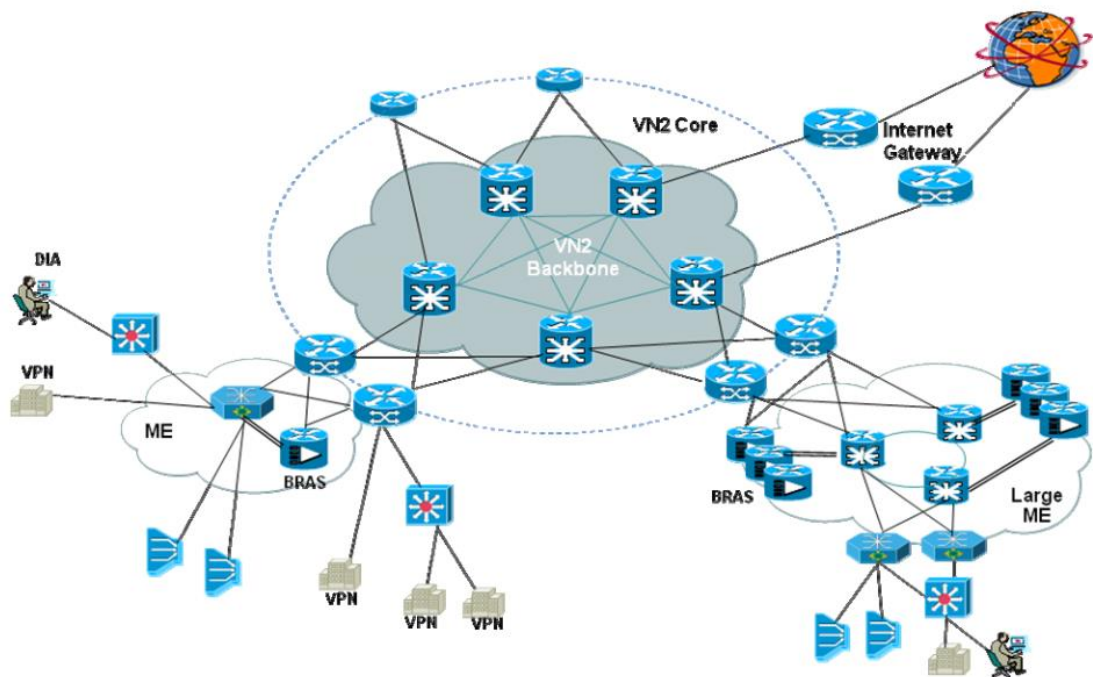 VN2 Core
Internet
Gateway
VN2
Backbone
DIA
VPN
ME
BRAS
BRAS
Large
ME
VPN
VPN
VPN